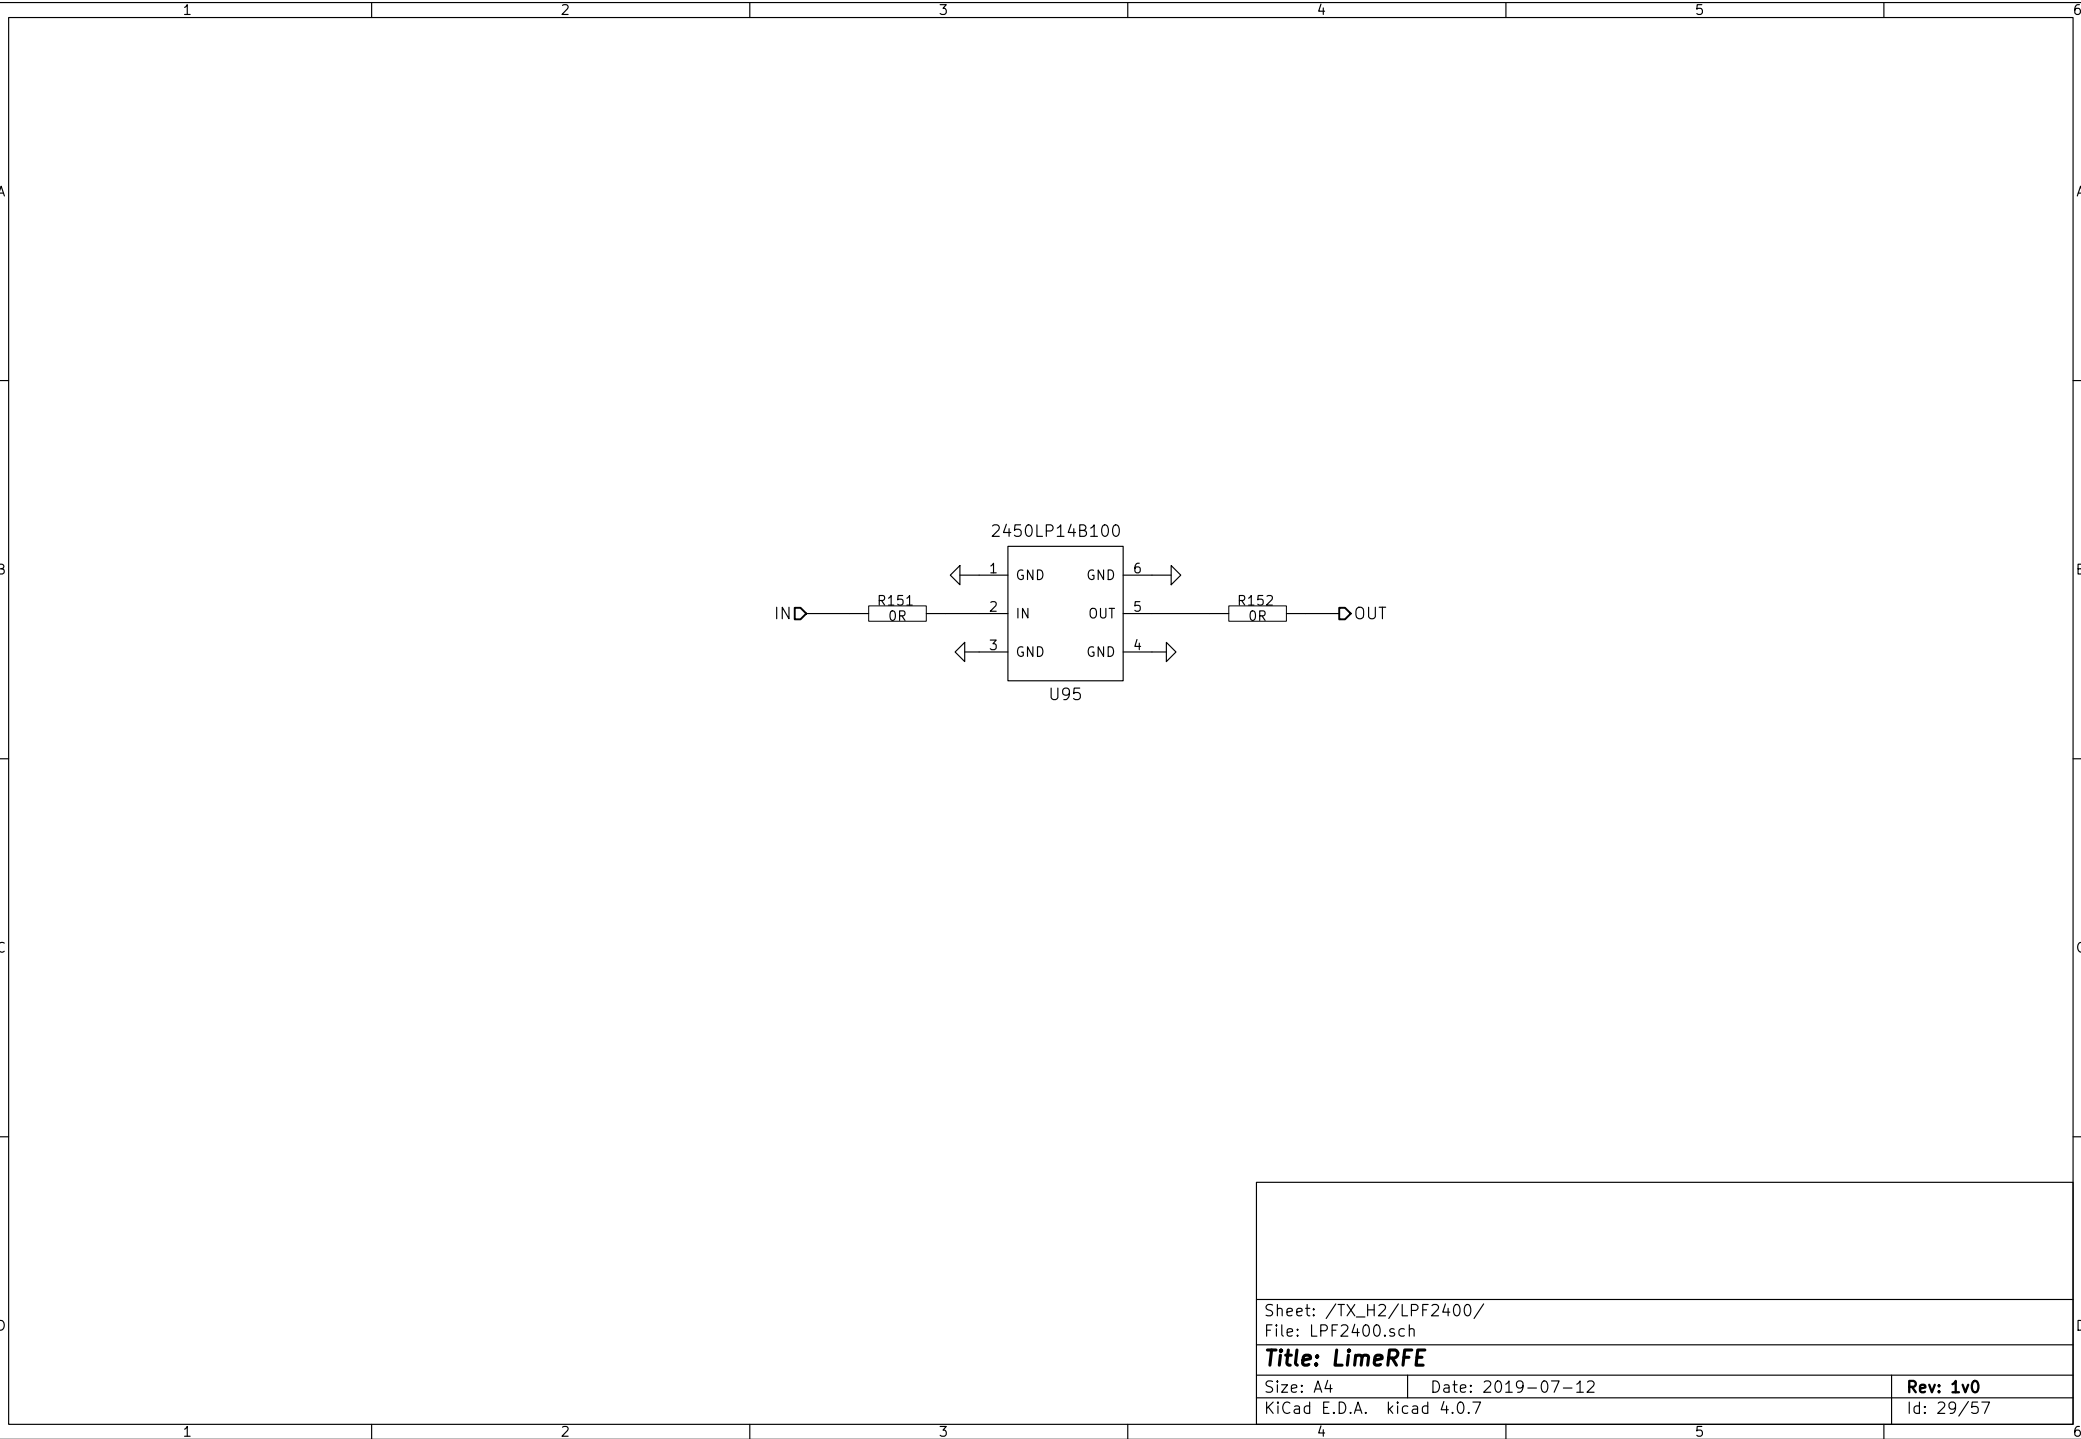 1 2 3 4 5 6
A A
2450LP14B100
1 GND GND 6
B B
IN R151 0R 2 IN OUT 5 R152 0R OUT
3 GND GND 4
U95
C C
Sheet: /TX_H2/LPF2400/
D D
File: LPF2400.sch
Title: LimeRFE
Size: A4 Date: 2019-07-12 Rev: 1v0
KiCad E.D.A. kicad 4.0.7 Id: 29/57
1 2 3 4 5 6